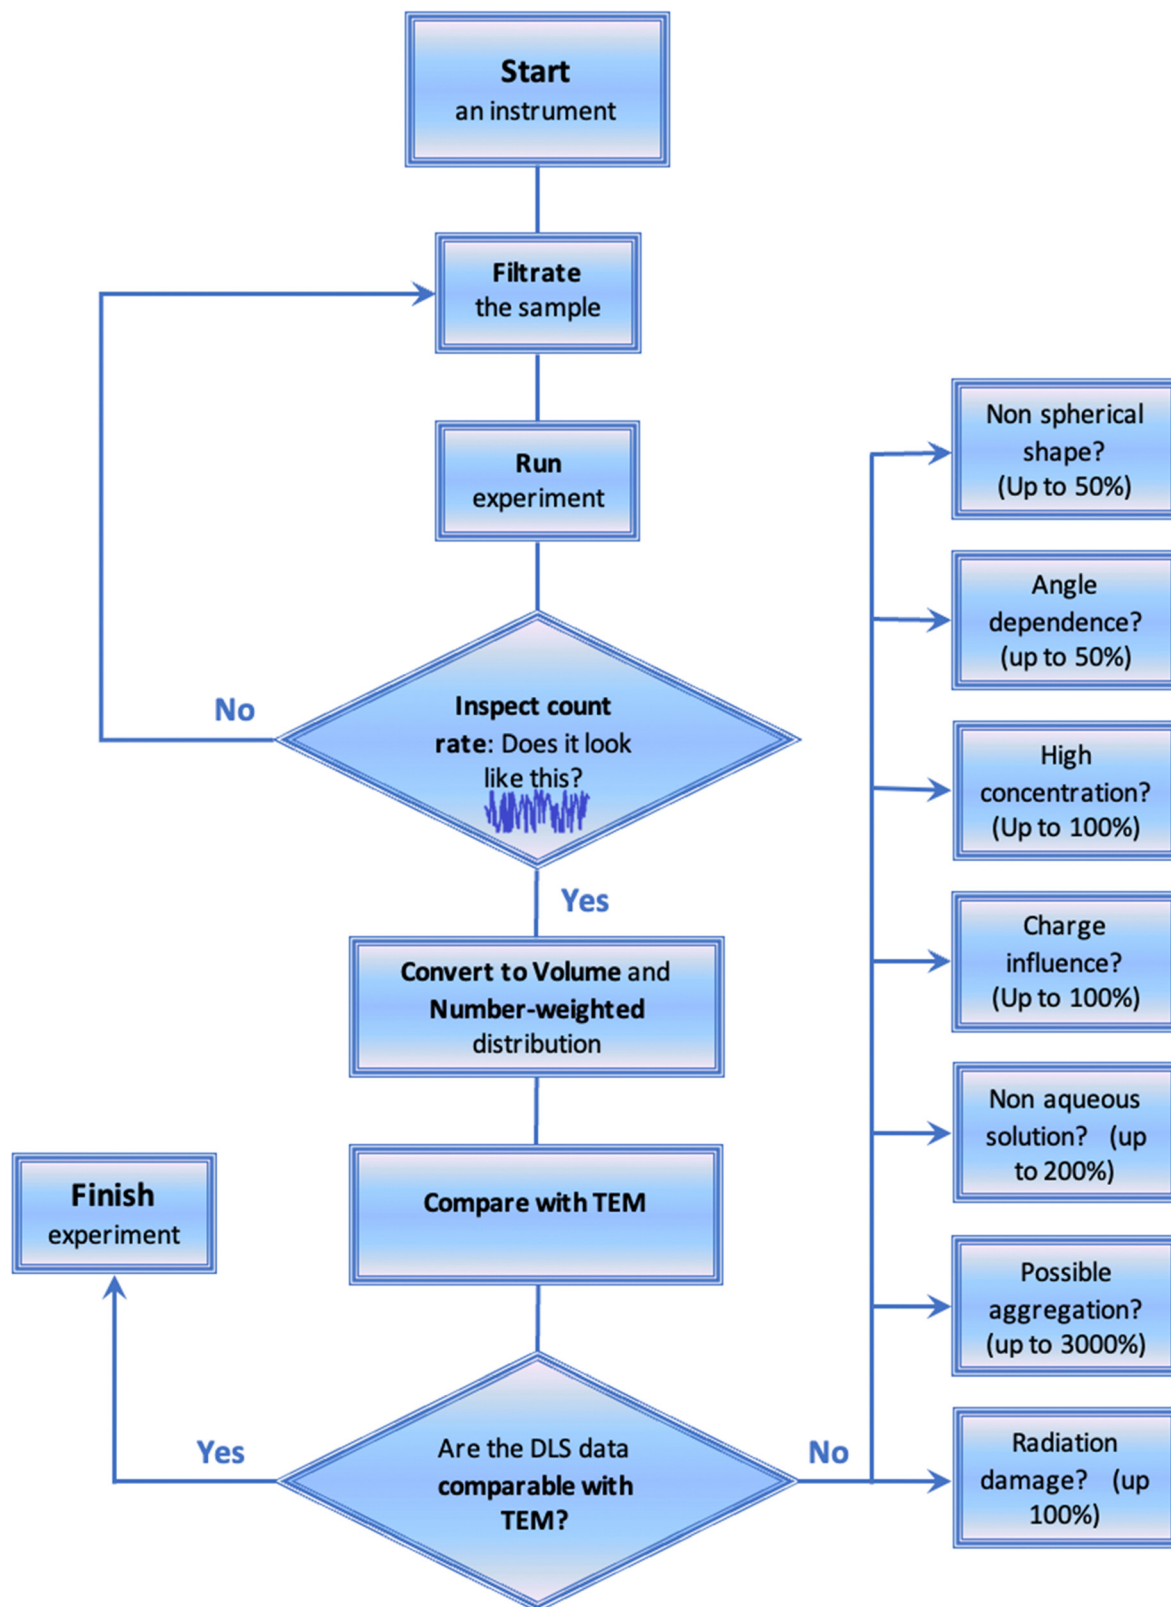 Start
an instrument
Filtrate
the sample
Run
experiment
Inspect count
rate: Does it look
like this?
No
Yes
Convert to Volume and
Number-weighted
distribution
Compare with TEM
Finish
experiment
Are the DLS data
comparable with
TEM?
Yes
No
Non spherical
shape?
(Up to 50%)
Angle
dependence?
(up to 50%)
High
concentration?
(Up to 100%)
Charge
influence?
(Up to 100%)
Non aqueous
solution? (up
to 200%)
Possible
aggregation?
(up to 3000%)
Radiation
damage? (up
100%)